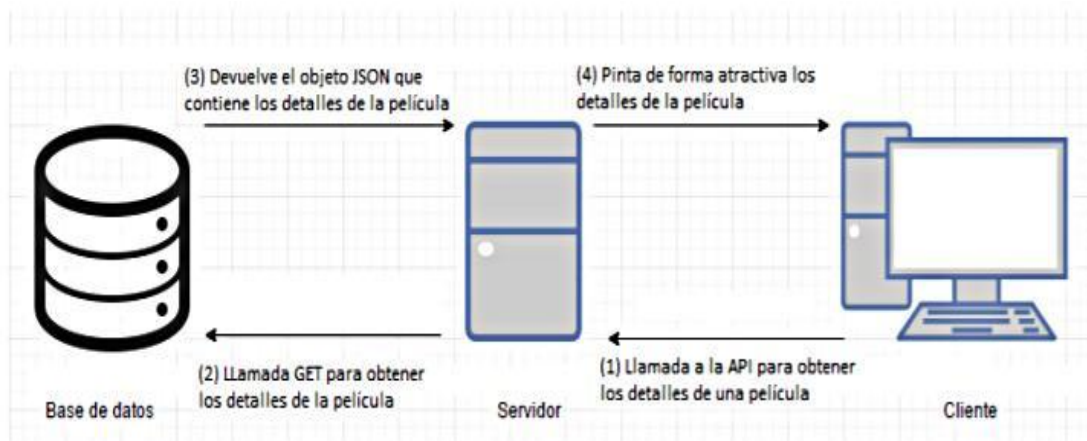 (3) Devuelve el objeto JSON que
contiene los detalles de la película
(4) Pinta de forma atractiva los
detalles de la película
(2) LLamada GET para obtener
los detalles de la película
(1) Llamada a la API para obtener
los detalles de una película
Base de datos
Servidor
Cliente